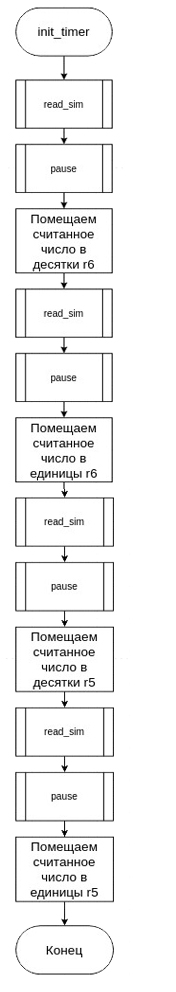 init_timer
read_sim
pause
Помещаем
считанное
число в
десятки r6
read_sim
pause
Помещаем
считанное
число в
единицы r6
read_sim
pause
Помещаем
считанное
число в
десятки r5
read_sim
pause
Помещаем
считанное
число в
единицы r5
Конец